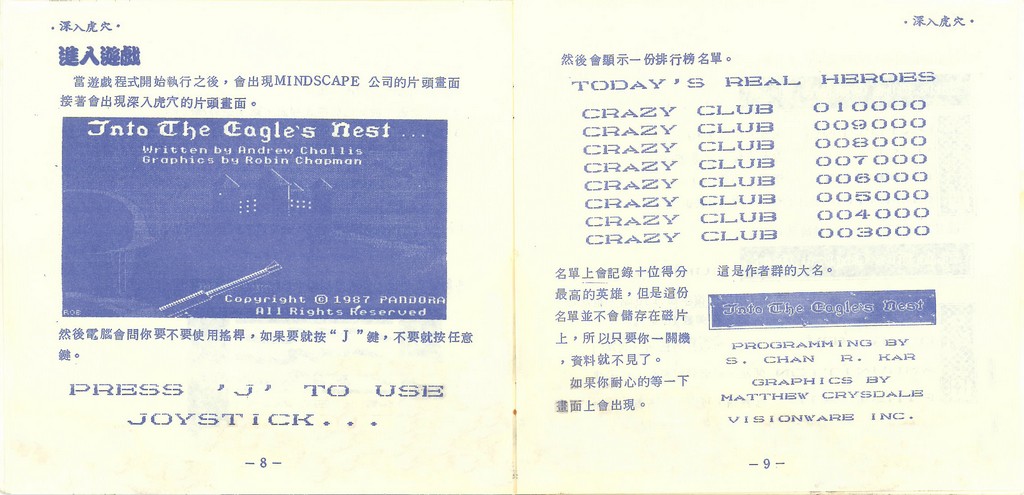 ·深入虎穴·
進入遊戲
當遊戲程式開始執行之後，會出現MINDSCAPE 公司的片頭畫面
接著會出現深入虎穴的片頭畫面。
Into The Eagle's Nest ...
Written by Andrew Challis
Graphics by Robin Chapman
Copyright © 1987 PANDORA
All Rights Reserved
ROB
然後電腦會問你要不要使用搖桿，如果要就按“J”鍵，不要就按任意
鍵。
PRESS 'J' TO USE
JOYSTICK...
－8－
·深入虎穴·
然後會顯示一份排行榜名單。
TODAY'S REAL HEROES
CRAZY CLUB 010000
CRAZY CLUB 009000
CRAZY CLUB 008000
CRAZY CLUB 007000
CRAZY CLUB 006000
CRAZY CLUB 005000
CRAZY CLUB 004000
CRAZY CLUB 003000
名單上會記錄十位得分
最高的英雄，但是這份
名單並不會儲存在磁片
上，所以只要你一關機
，資料就不見了。
如果你耐心的等一下
畫面上會出現。
這是作者群的大名。
Into The Eagle's Nest
PROGRAMMING BY
S. CHAN R. KAR
GRAPHICS BY
MATTHEW CRYSDALE
VISIONWARE INC.
－9－